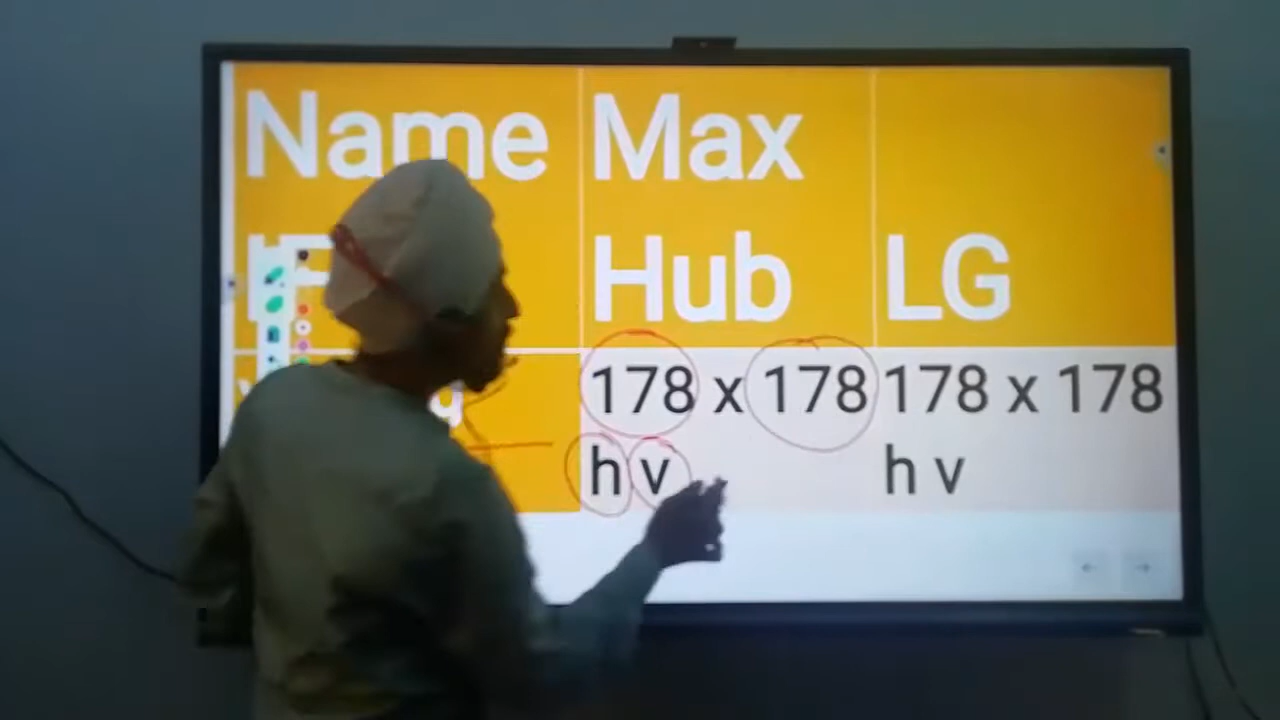 Name
Max
Hub
LG
178 x 178
h v
178 x 178
h v